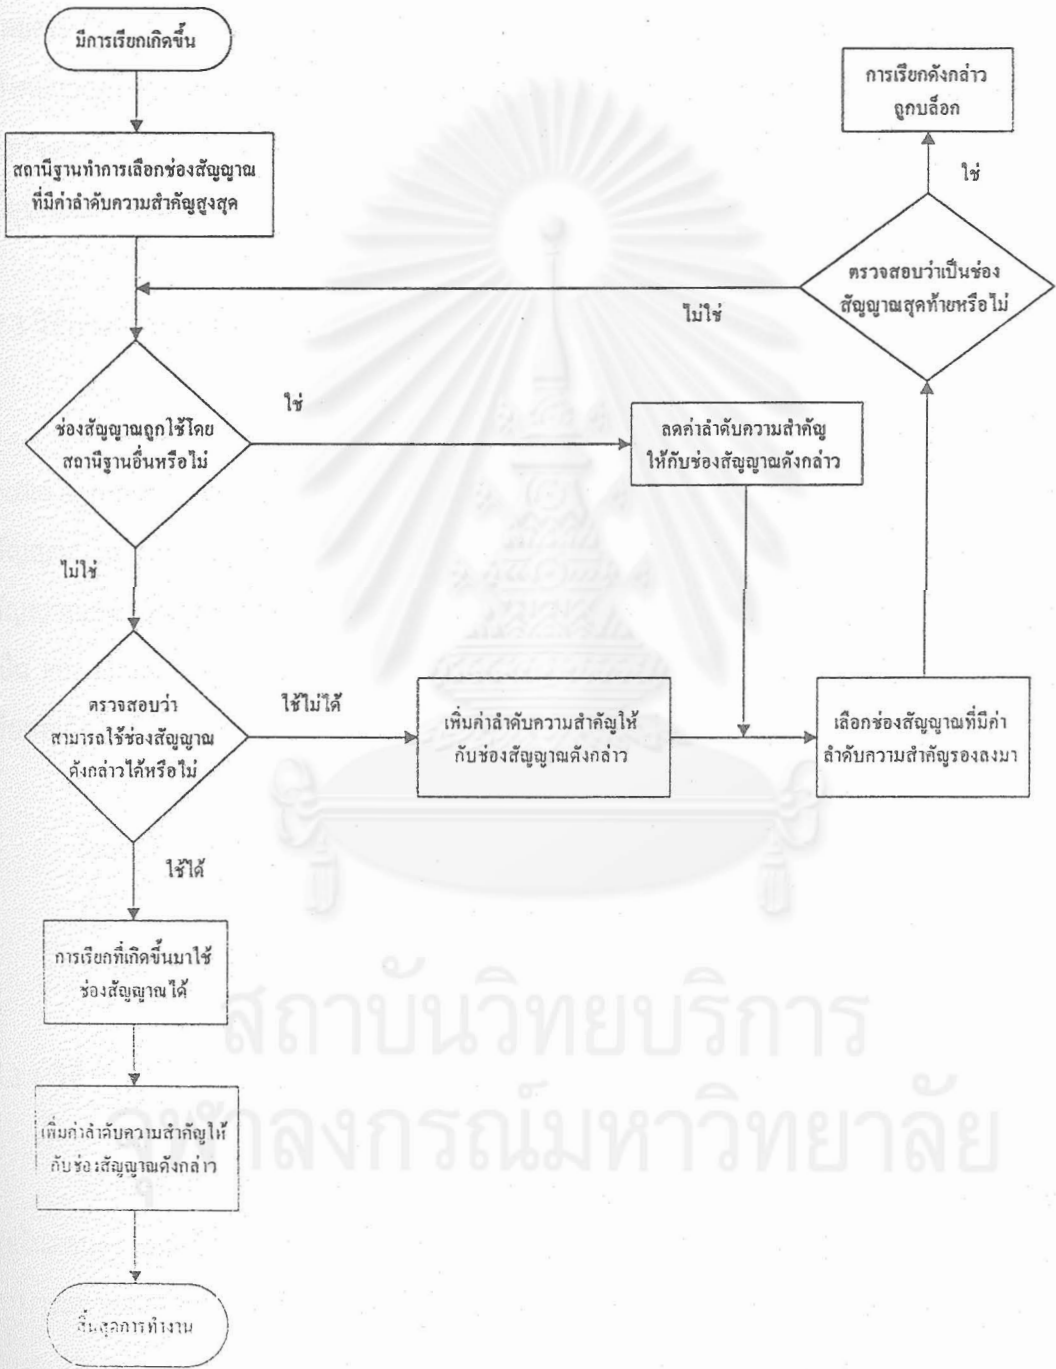 มีการเรียกเกิดขึ้น
สถานีฐานทำการเลือกช่องสัญญาณ
ที่มีค่าลำดับความสำคัญสูงสุด
การเรียกดังกล่าว
ถูกบล็อก
ใช่
ตรวจสอบว่าเป็นช่อง
สัญญาณสุดท้ายหรือไม่
ไม่ใช่
ช่องสัญญาณถูกใช้โดย
สถานีฐานอื่นหรือไม่
ใช่
ลดค่าลำดับความสำคัญ
ให้กับช่องสัญญาณดังกล่าว
ไม่ใช่
ตรวจสอบว่า
สามารถใช้ช่องสัญญาณ
ดังกล่าวได้หรือไม่
ใช้ไม่ได้
เพิ่มค่าลำดับความสำคัญให้
กับช่องสัญญาณดังกล่าว
เลือกช่องสัญญาณที่มีค่า
ลำดับความสำคัญรองลงมา
ใช้ได้
การเรียกที่เกิดขึ้นมาใช้
ช่องสัญญาณได้
เพิ่มค่าลำดับความสำคัญให้
กับช่องสัญญาณดังกล่าว
สิ้นสุดการทำงาน
สถาบันวิทยบริการ
จุฬาลงกรณ์มหาวิทยาลัย